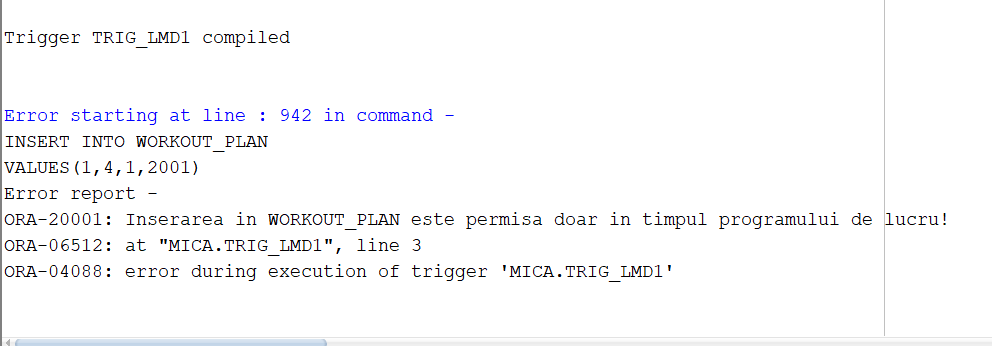 Trigger TRIG_LMD1 compiled
Error starting at line : 942 in command -
INSERT INTO WORKOUT_PLAN
VALUES(1,4,1,2001)
Error report -
ORA-20001: Inserarea in WORKOUT_PLAN este permisa doar in timpul programului de lucru!
ORA-06512: at "MICA.TRIG_LMD1", line 3
ORA-04088: error during execution of trigger 'MICA.TRIG_LMD1'